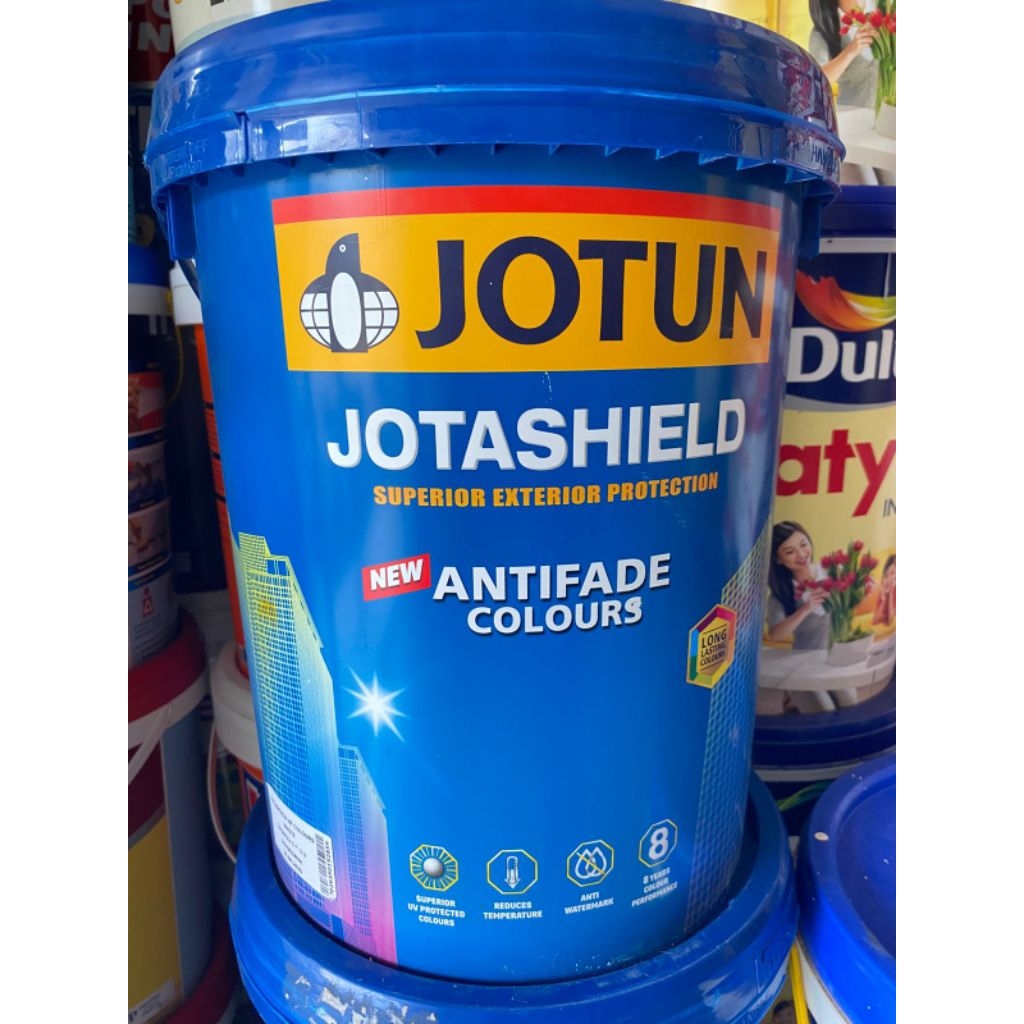 JOTUN
JOTASHIELD
SUPERIOR EXTERIOR PROTECTION
NEW ANTIFADE
COLOURS
LONG
LASTING
COLOURS
SUPERIOR
UV PROTECTED
COLOURS
REDUCES
TEMPERATURE
ANTI
WATERMARK
8
8 YEARS
COLOUR
PERFORMANCE
Dul
aty
IN